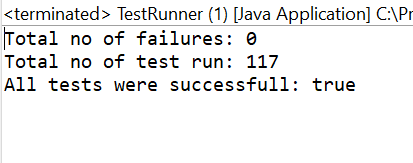 <terminated> TestRunner (1) [Java Application] C:\Pr
Total no of failures: 0
Total no of test run: 117
All tests were successfull: true